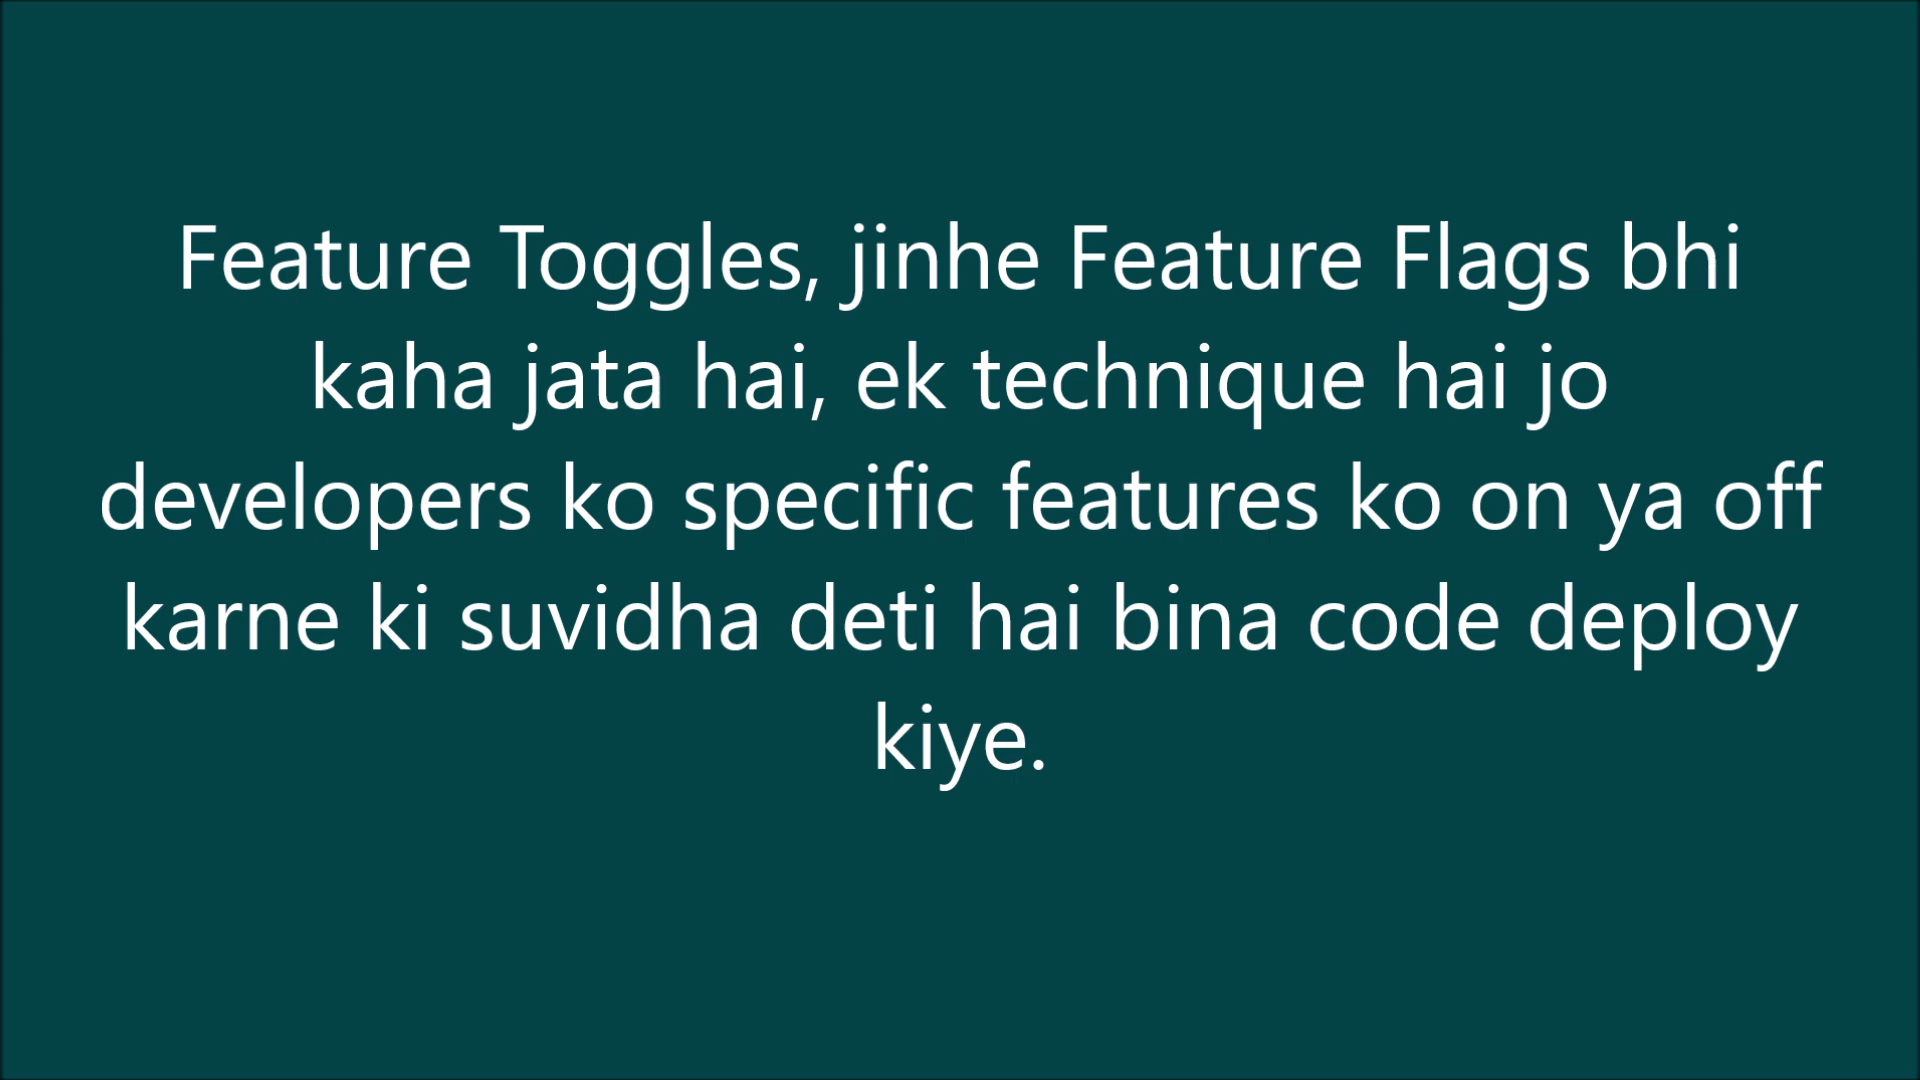 Feature Toggles, jinhe Feature Flags bhi
kaha jata hai, ek technique hai jo
developers ko specific features ko on ya off
karne ki suvidha deti hai bina code deploy
kiye.